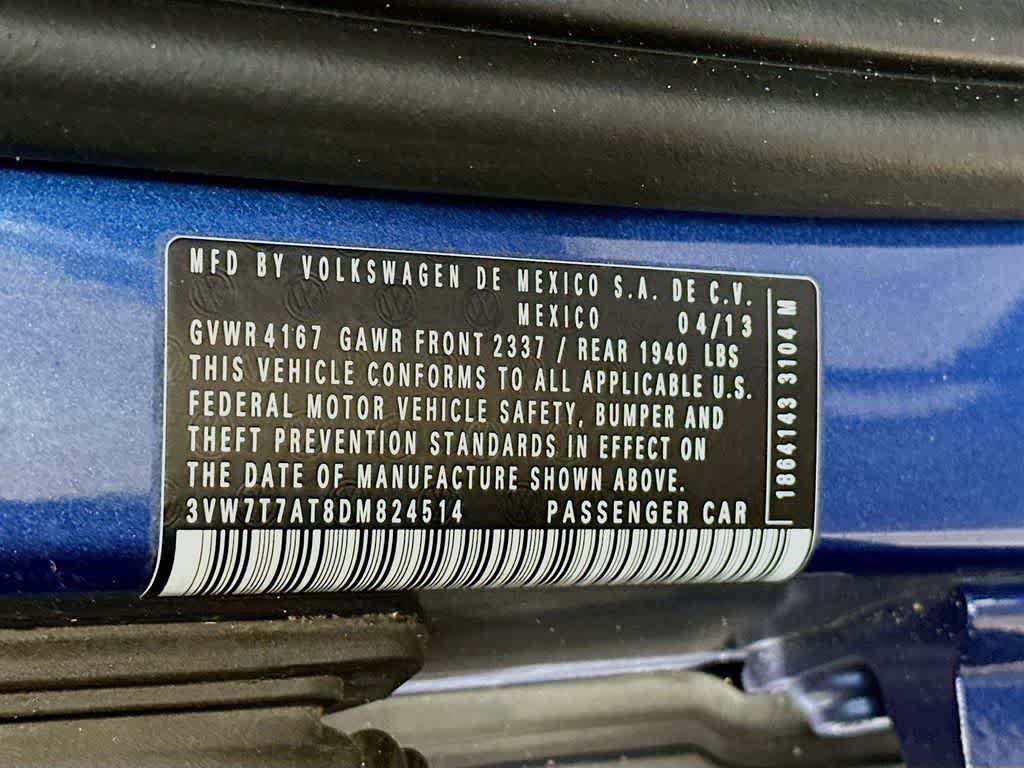 MFD BY VOLKSWAGEN DE MEXICO S.A. DE C.V.
MEXICO 04/13
GVWR 4167 GAWR FRONT 2337 / REAR 1940 LBS
THIS VEHICLE CONFORMS TO ALL APPLICABLE U.S.
FEDERAL MOTOR VEHICLE SAFETY, BUMPER AND
THEFT PREVENTION STANDARDS IN EFFECT ON
THE DATE OF MANUFACTURE SHOWN ABOVE.
3VW7T7AT8DM824514 PASSENGER CAR
1864143 3104 M